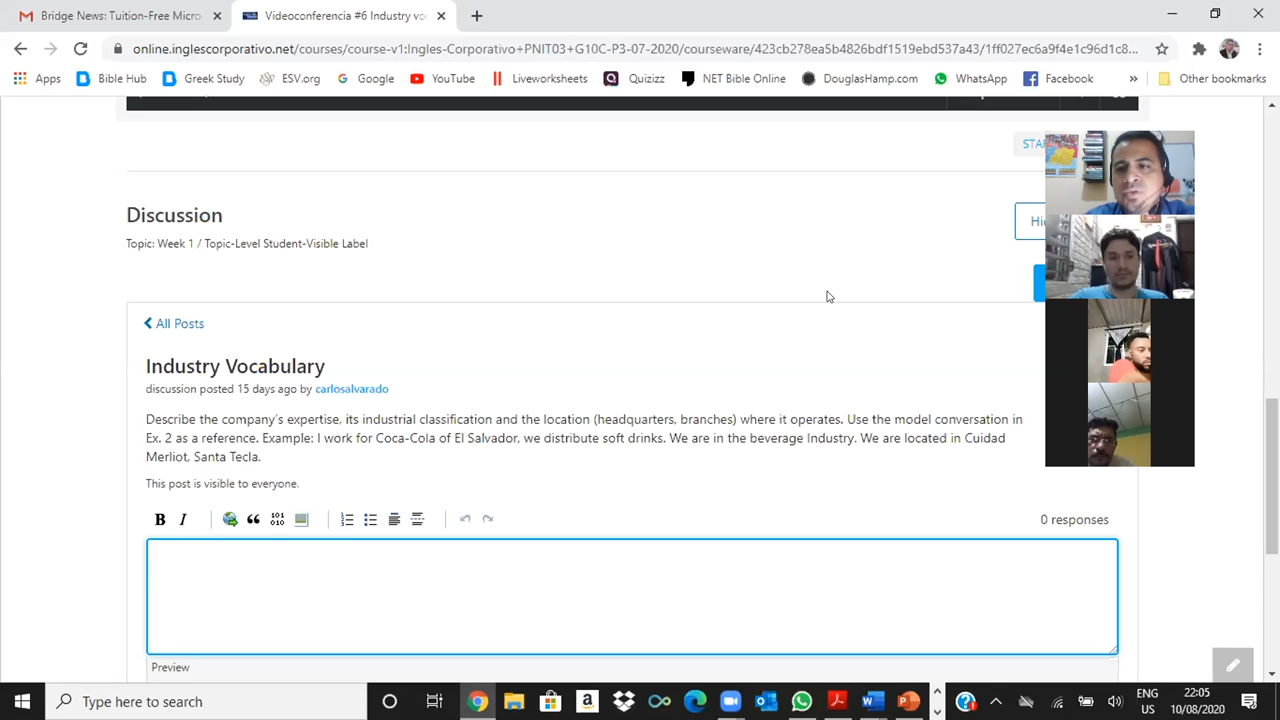 Bridge News: Tuition-Free Micro-
Videoconferencia #6 Industry vo
online.inglescorporativo.net/courses/course-v1:Ingles-Corporativo+PNIT03+G10C-P3-07-2020/courseware/423cb278ea5b4826bdf1519ebd537a43/1ff027ec6a9f4e1c96d1c8...
Apps Bible Hub Greek Study ESV.org Google YouTube Liveworksheets Quizizz NET Bible Online DouglasHamp.com WhatsApp Facebook » Other bookmarks
STAF
Discussion
Hi
Topic: Week 1 / Topic-Level Student-Visible Label
All Posts
Industry Vocabulary
discussion posted 15 days ago by carlosalvarado
Describe the company's expertise, its industrial classification and the location (headquarters, branches) where it operates. Use the model conversation in
Ex. 2 as a reference. Example: I work for Coca-Cola of El Salvador, we distribute soft drinks. We are in the beverage Industry. We are located in Cuidad
Merliot, Santa Tecla.
This post is visible to everyone.
B I 0 responses
Preview
Type here to search
ENG 22:05
US 10/08/2020